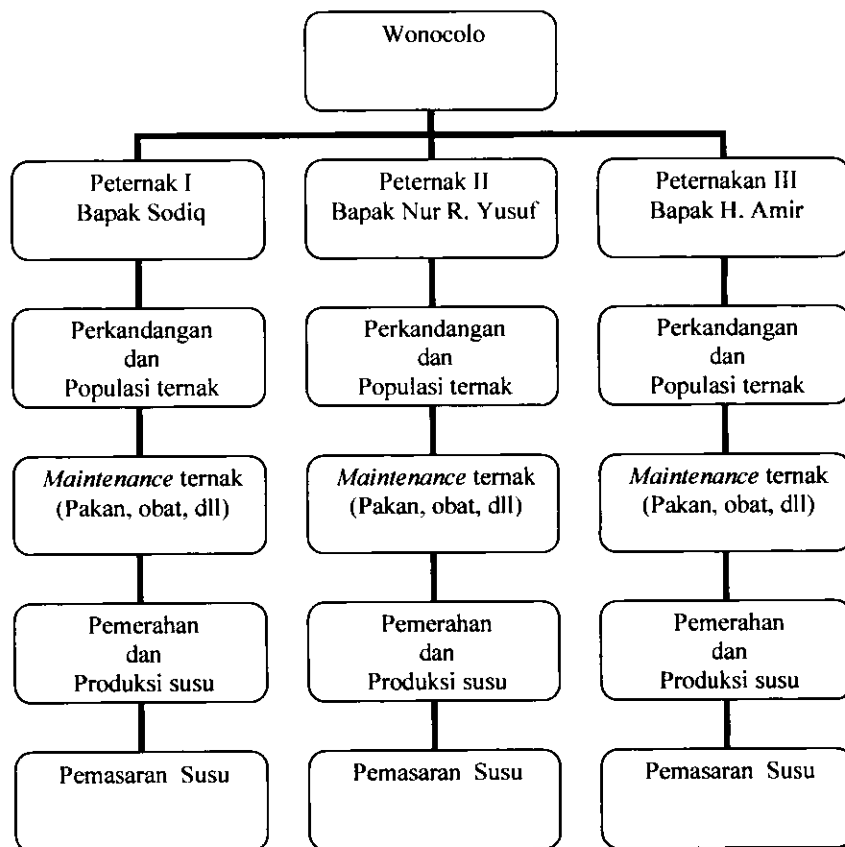 Wonocolo
Peternak I
Bapak Sodiq
Peternak II
Bapak Nur R. Yusuf
Peternakan III
Bapak H. Amir
Perkandangan
dan
Populasi ternak
Perkandangan
dan
Populasi ternak
Perkandangan
dan
Populasi ternak
Maintenance ternak
(Pakan, obat, dll)
Maintenance ternak
(Pakan, obat, dll)
Maintenance ternak
(Pakan, obat, dll)
Pemerahan
dan
Produksi susu
Pemerahan
dan
Produksi susu
Pemerahan
dan
Produksi susu
Pemasaran Susu
Pemasaran Susu
Pemasaran Susu